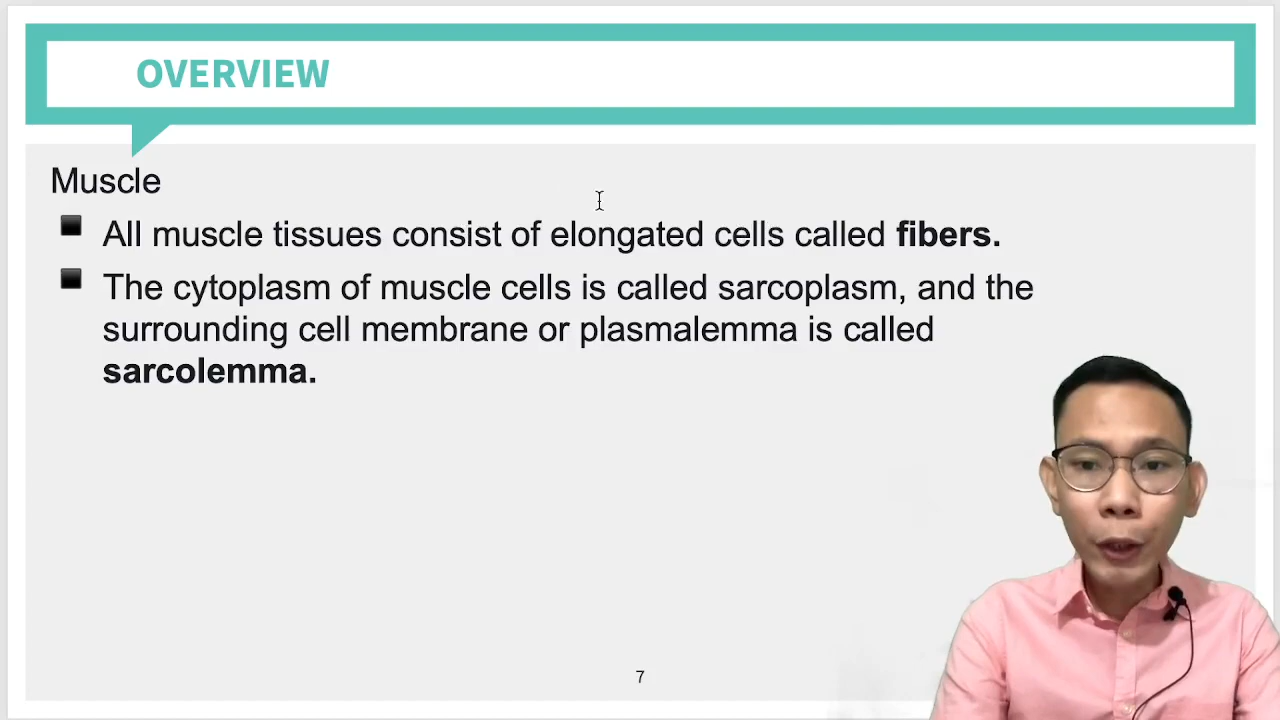 OVERVIEW
Muscle
All muscle tissues consist of elongated cells called fibers.
The cytoplasm of muscle cells is called sarcoplasm, and the
surrounding cell membrane or plasmalemma is called
sarcolemma.
7